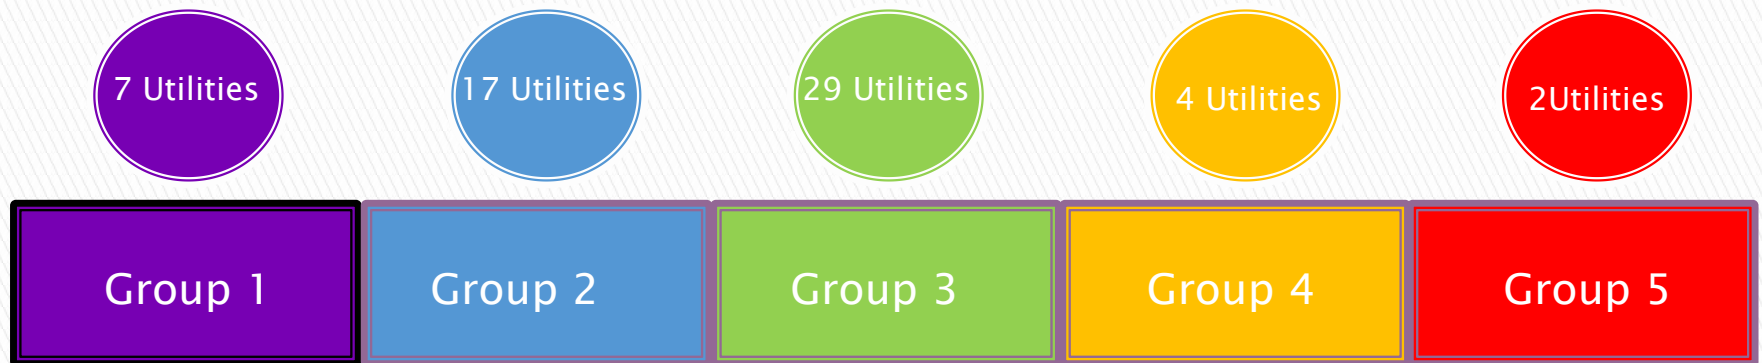 7 Utilities
17 Utilities
29 Utilities
4 Utilities
2Utilities
Group 1
Group 2
Group 3
Group 4
Group 5